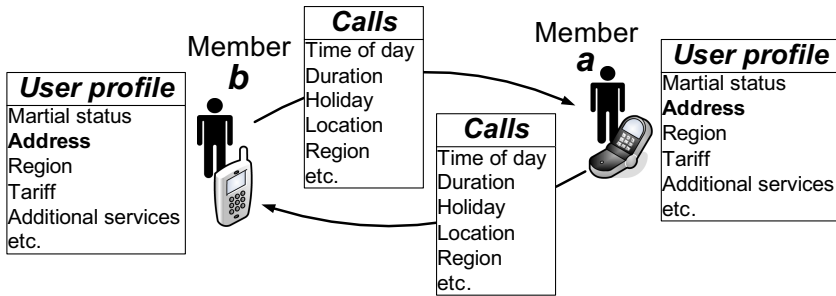 User profile
Martial status
Address
Region
Tariff
Additional services
etc.
Member
b
Calls
Time of day
Duration
Holiday
Location
Region
etc.
Calls
Time of day
Duration
Holiday
Location
Region
etc.
Member
a
User profile
Martial status
Address
Region
Tariff
Additional services
etc.